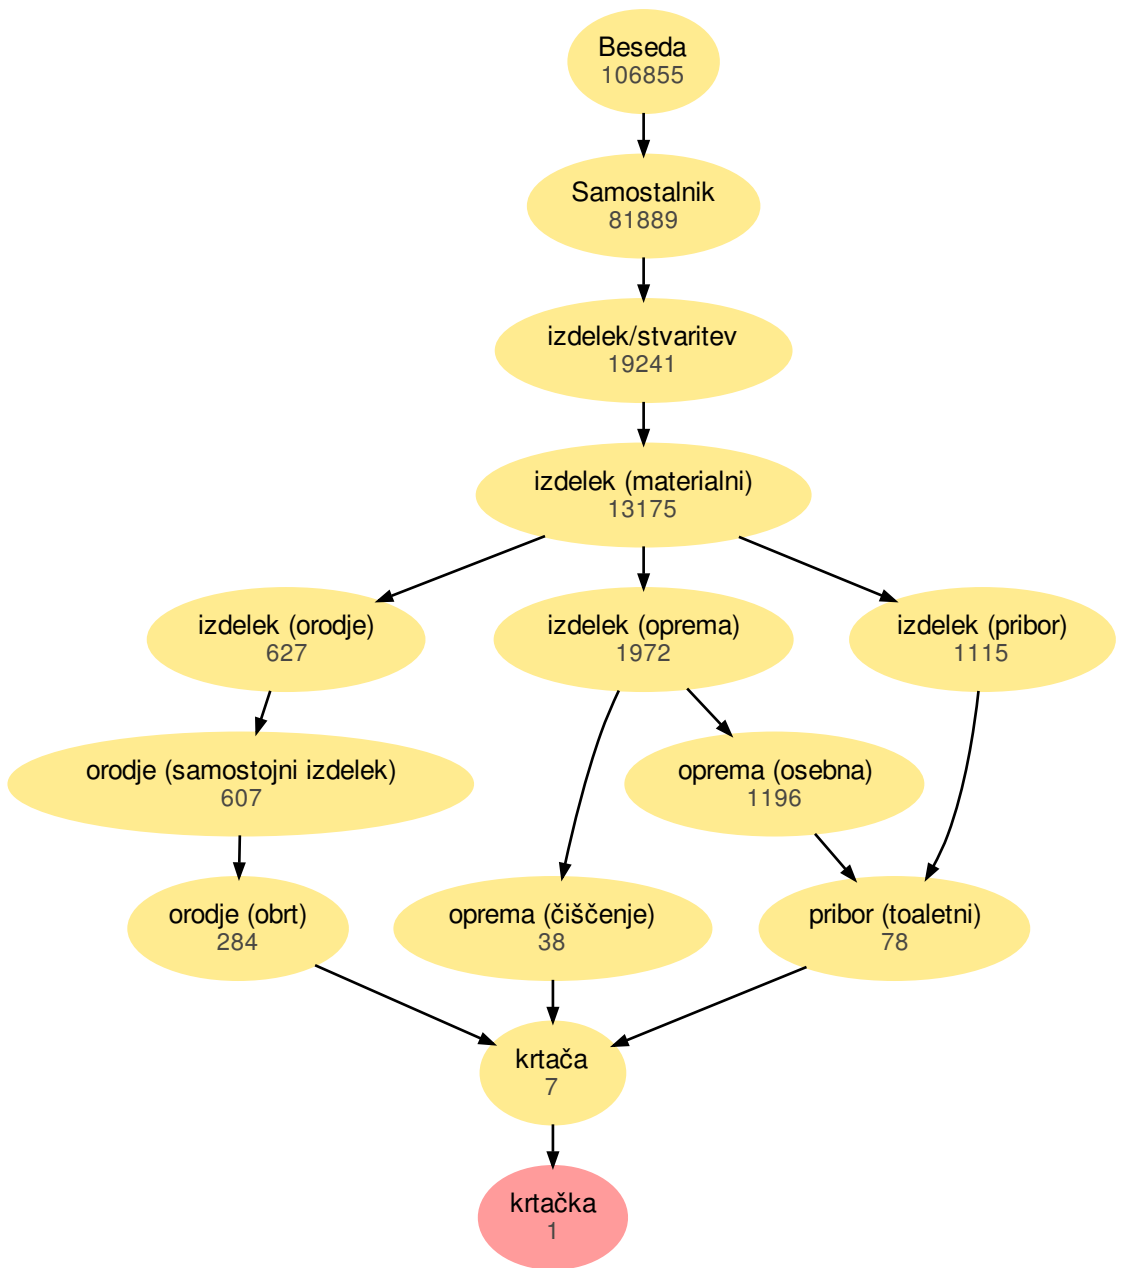 Beseda
106855
Samostalnik
81889
izdelek/stvaritev
19241
izdelek (materialni)
13175
izdelek (orodje)
627
izdelek (oprema)
1972
izdelek (pribor)
1115
orodje (samostojni izdelek)
607
oprema (osebna)
1196
orodje (obrt)
284
oprema (čiščenje)
38
pribor (toaletni)
78
krtača
7
krtačka
1